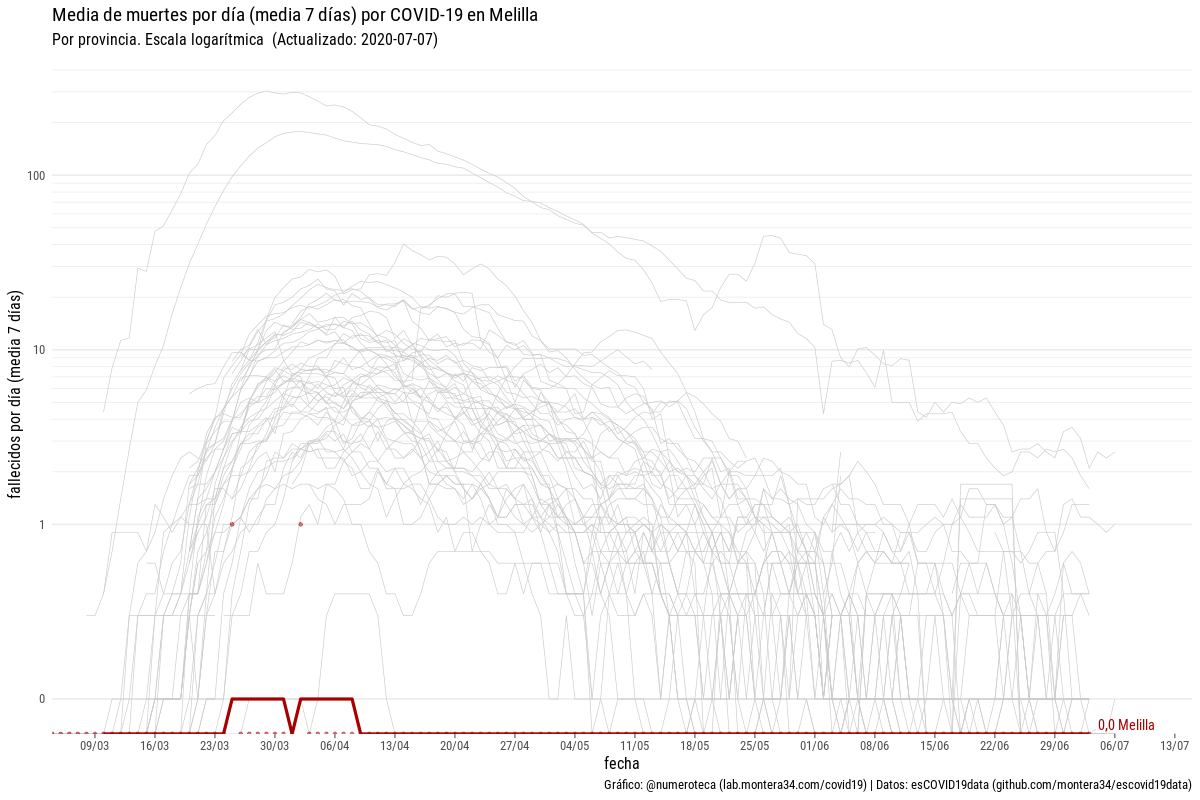 Media de muertes por día (media 7 días) por COVID-19 en Melilla
Por provincia. Escala logarítmica (Actualizado: 2020-07-07)
fallecidos por día (media 7 días)
100
10
1
0
0,0 Melilla
09/03 16/03 23/03 30/03 06/04 13/04 20/04 27/04 04/05 11/05 18/05 25/05 01/06 08/06 15/06 22/06 29/06 06/07 13/07
fecha
Gráfico: @numeroteca (lab.montera34.com/covid19) | Datos: esCOVID19data (github.com/montera34/escovid19data)